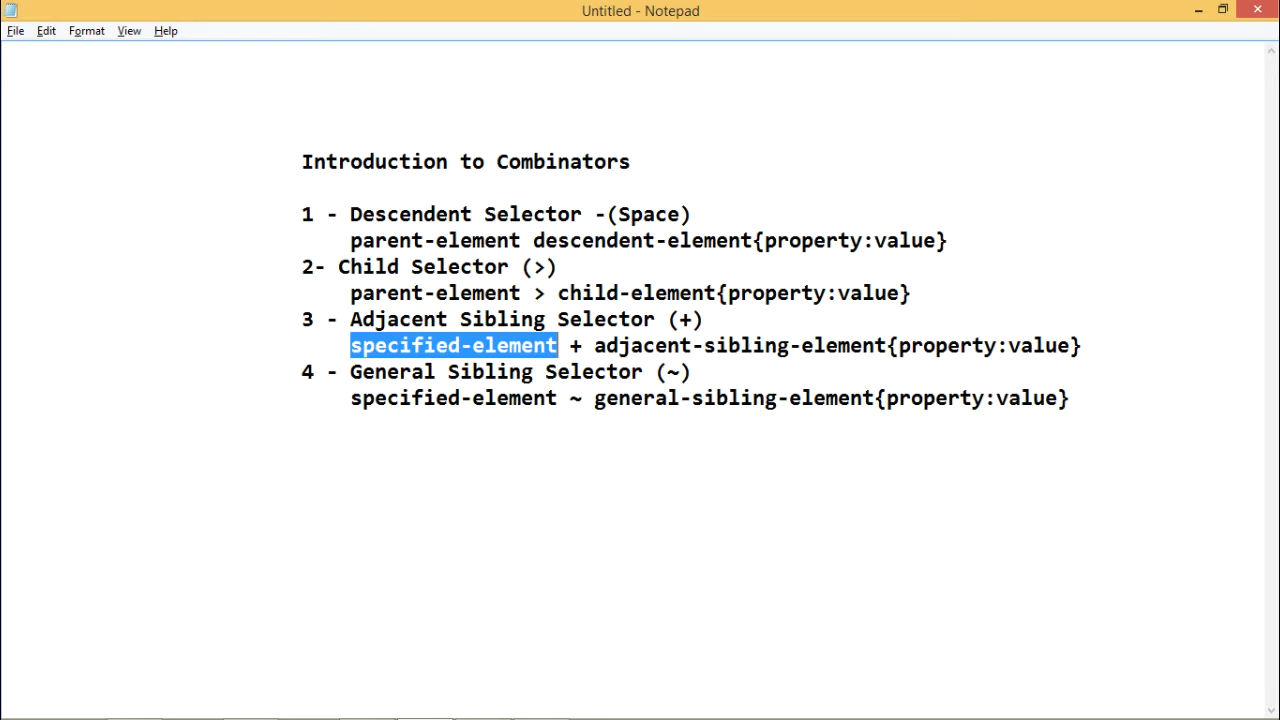 Untitled - Notepad
File Edit Format View Help
Introduction to Combinators
1 - Descendent Selector -(Space)
parent-element descendent-element{property:value}
2- Child Selector (>)
parent-element > child-element{property:value}
3 - Adjacent Sibling Selector (+)
specified-element + adjacent-sibling-element{property:value}
4 - General Sibling Selector (~)
specified-element ~ general-sibling-element{property:value}